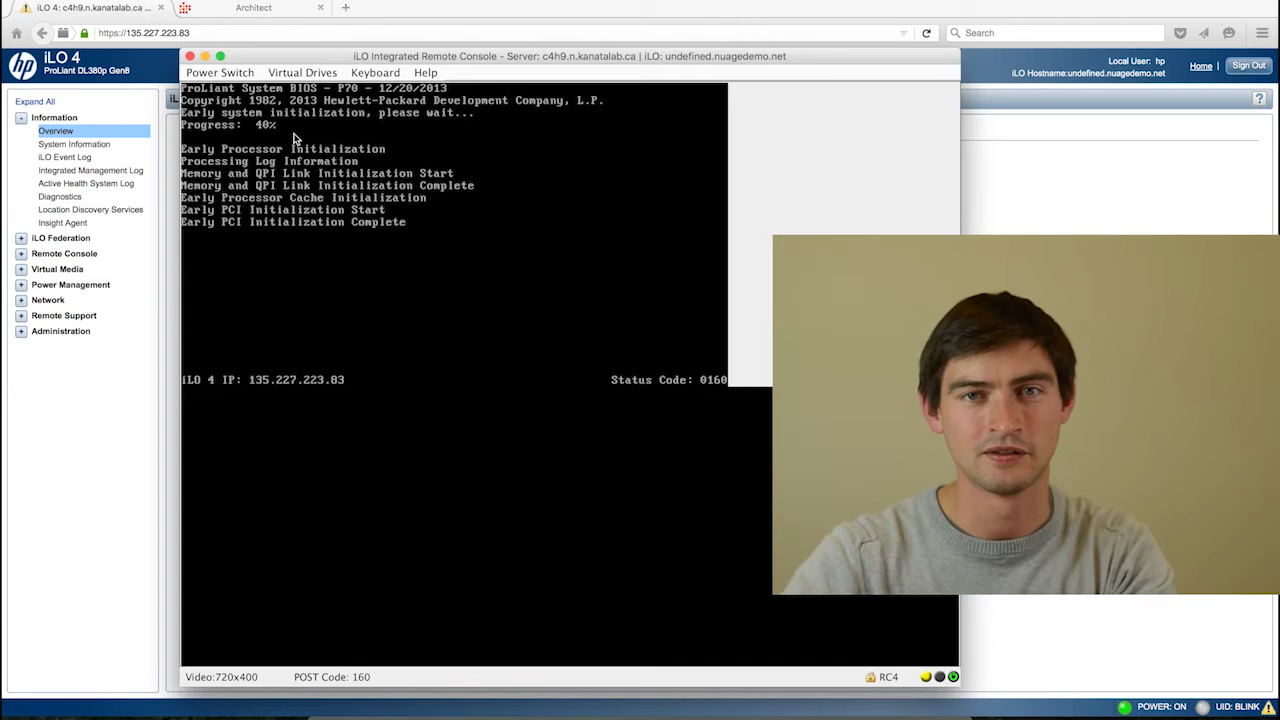 iLO 4: c4h9.n.kanatalab.ca ...
Architect
https://135.227.223.83
Search
hp
iLO 4
ProLiant DL380p Gen8
Local User: hp
iLO Hostname:undefined.nuagedemo.net
Home
Sign Out
iLO Integrated Remote Console - Server: c4h9.n.kanatalab.ca | iLO: undefined.nuagedemo.net
Power Switch
Virtual Drives
Keyboard
Help
Expand All
Information
Overview
System Information
iLO Event Log
Integrated Management Log
Active Health System Log
Diagnostics
Location Discovery Services
Insight Agent
iLO Federation
Remote Console
Virtual Media
Power Management
Network
Remote Support
Administration
ProLiant System BIOS - P70 - 12/20/2013
Copyright 1982, 2013 Hewlett-Packard Development Company, L.P.
Early system initialization, please wait...
Progress: 40%
Early Processor Initialization
Processing Log Information
Memory and QPI Link Initialization Start
Memory and QPI Link Initialization Complete
Early Processor Cache Initialization
Early PCI Initialization Start
Early PCI Initialization Complete
iLO 4 IP: 135.227.223.83
Status Code: 0160
Video:720x400
POST Code: 160
RC4
POWER: ON
UID: BLINK